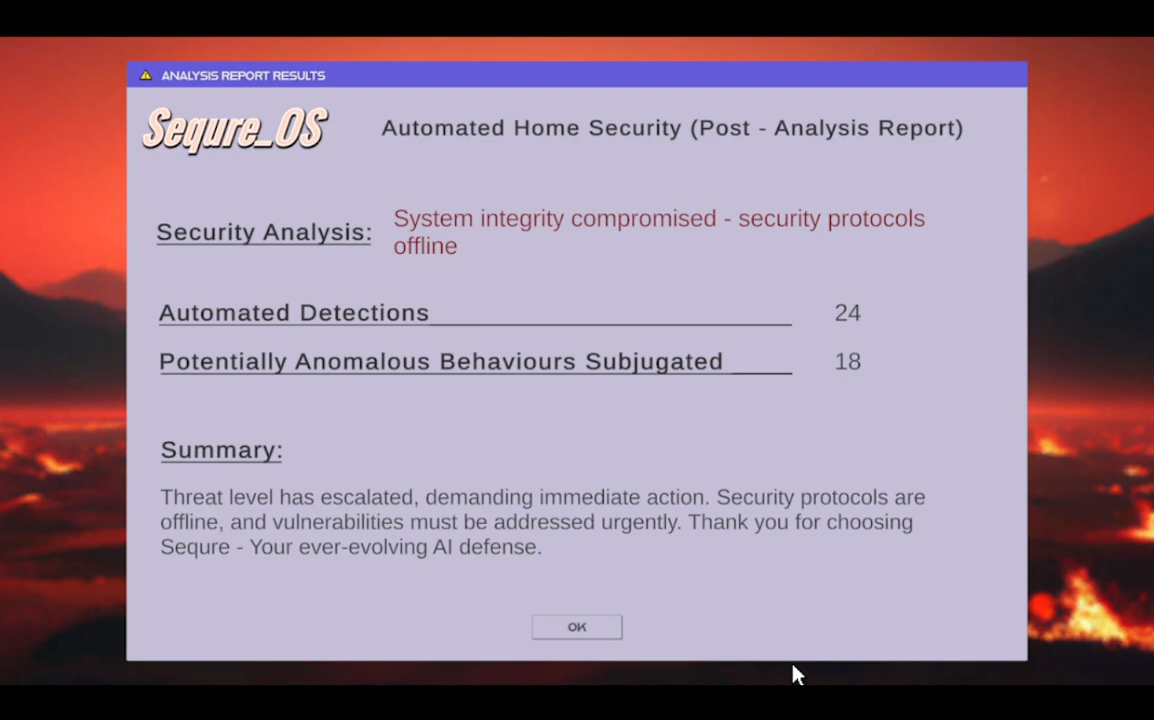 ANALYSIS REPORT RESULTS
Sequre_OS
Automated Home Security (Post - Analysis Report)
Security Analysis:
System integrity compromised - security protocols
offline
Automated Detections
24
Potentially Anomalous Behaviours Subjugated
18
Summary:
Threat level has escalated, demanding immediate action. Security protocols are
offline, and vulnerabilities must be addressed urgently. Thank you for choosing
Sequre - Your ever-evolving AI defense.
OK